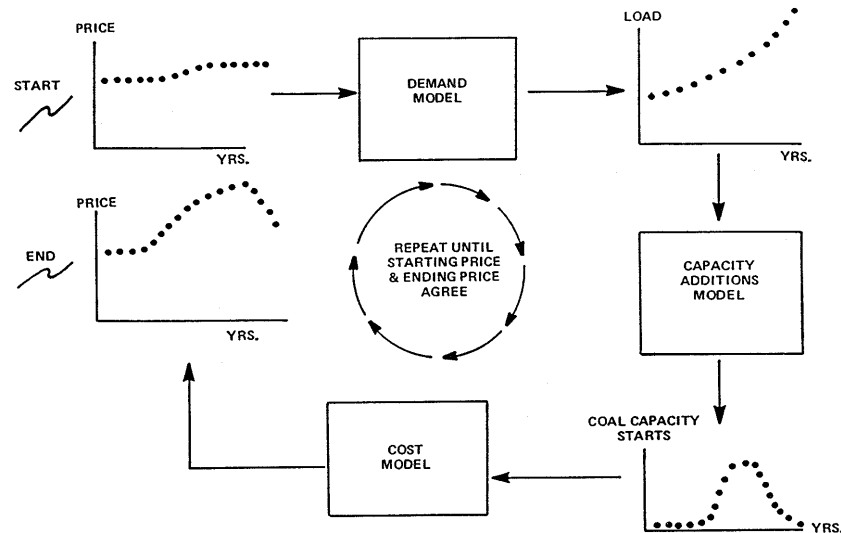 PRICE
START
YRS.
DEMAND
MODEL
LOAD
YRS.
PRICE
END
YRS.
REPEAT UNTIL
STARTING PRICE
& ENDING PRICE
AGREE
CAPACITY
ADDITIONS
MODEL
COST
MODEL
COAL CAPACITY
STARTS
YRS.